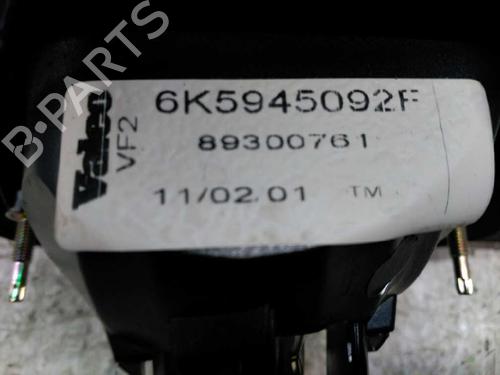 B-PARTS
Valeo
VF2
6K5945092F
89300761
11/02.01 TM